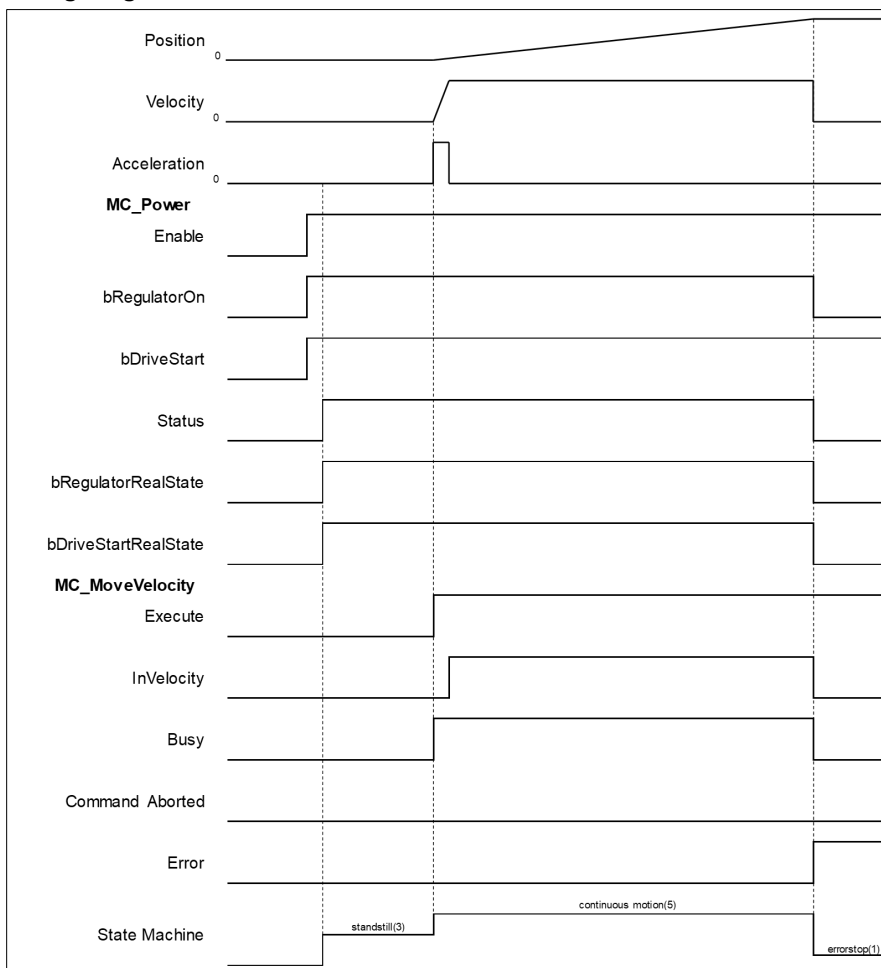 Position
0
Velocity
0
Acceleration
0
MC_Power
Enable
bRegulatorOn
bDriveStart
Status
bRegulatorRealState
bDriveStartRealState
MC_MoveVelocity
Execute
InVelocity
Busy
Command Aborted
Error
continuous motion(5)
standstill(3)
State Machine
errorstop(1)